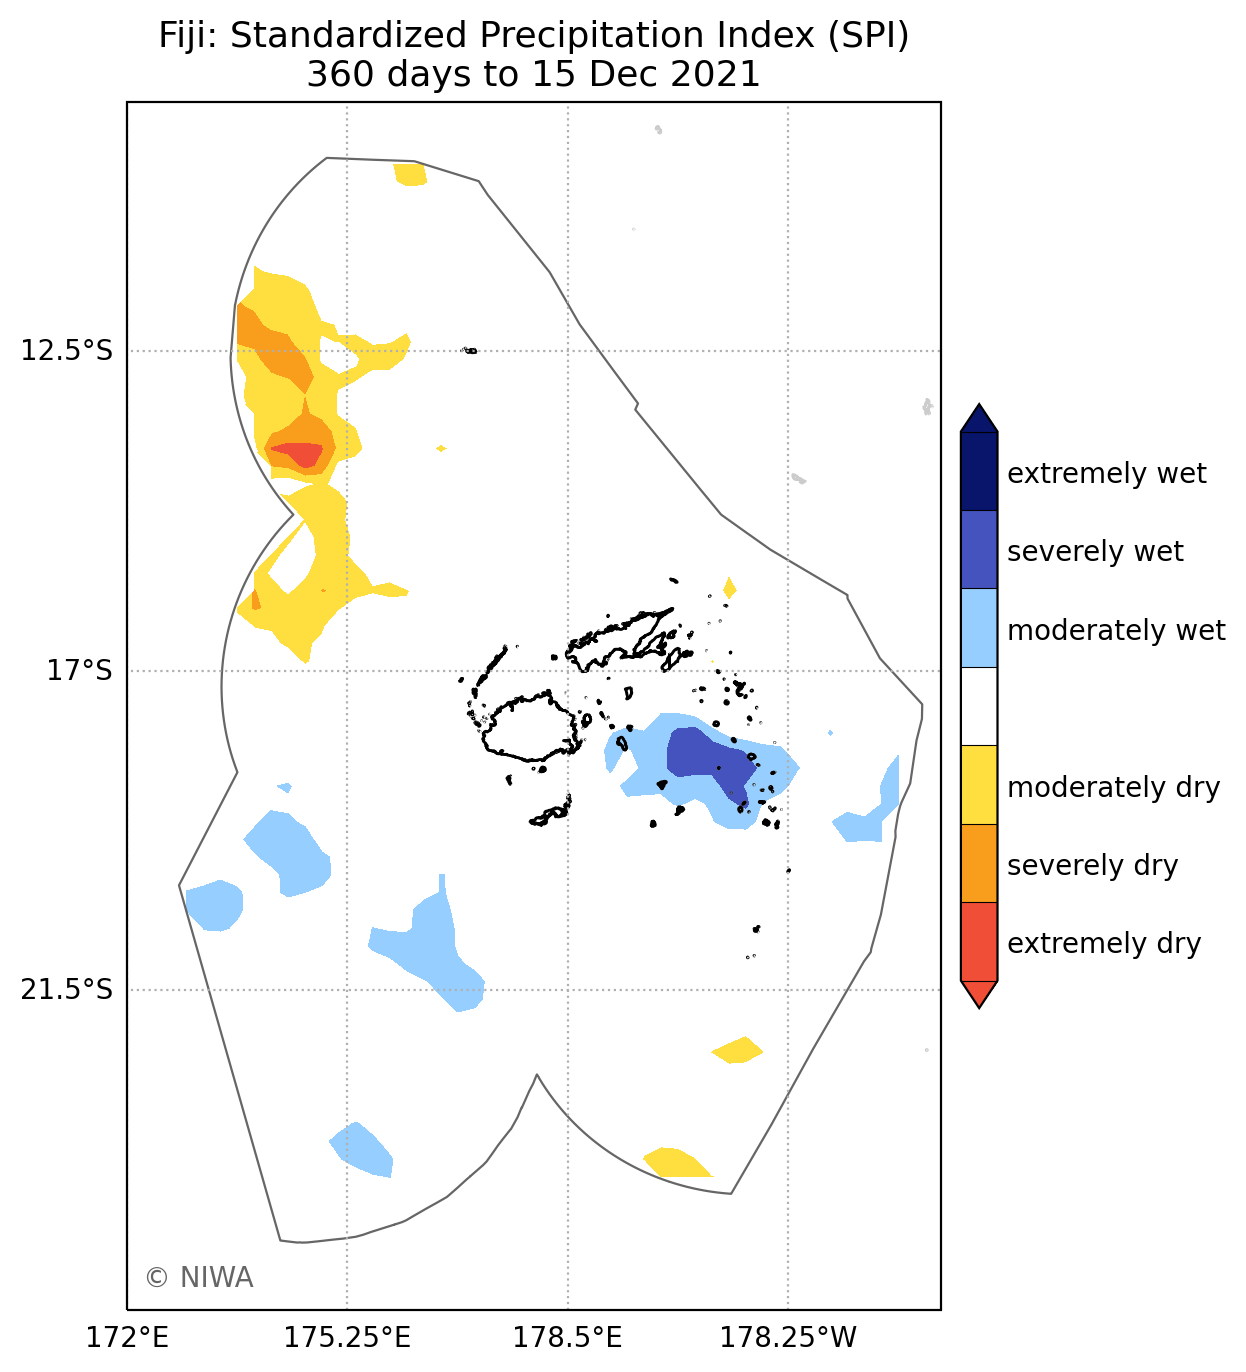 Fiji: Standardized Precipitation Index (SPI)
360 days to 15 Dec 2021
12.5°S
17°S
21.5°S
172°E
175.25°E
178.5°E
178.25°W
extremely wet
severely wet
moderately wet
moderately dry
severely dry
extremely dry
© NIWA